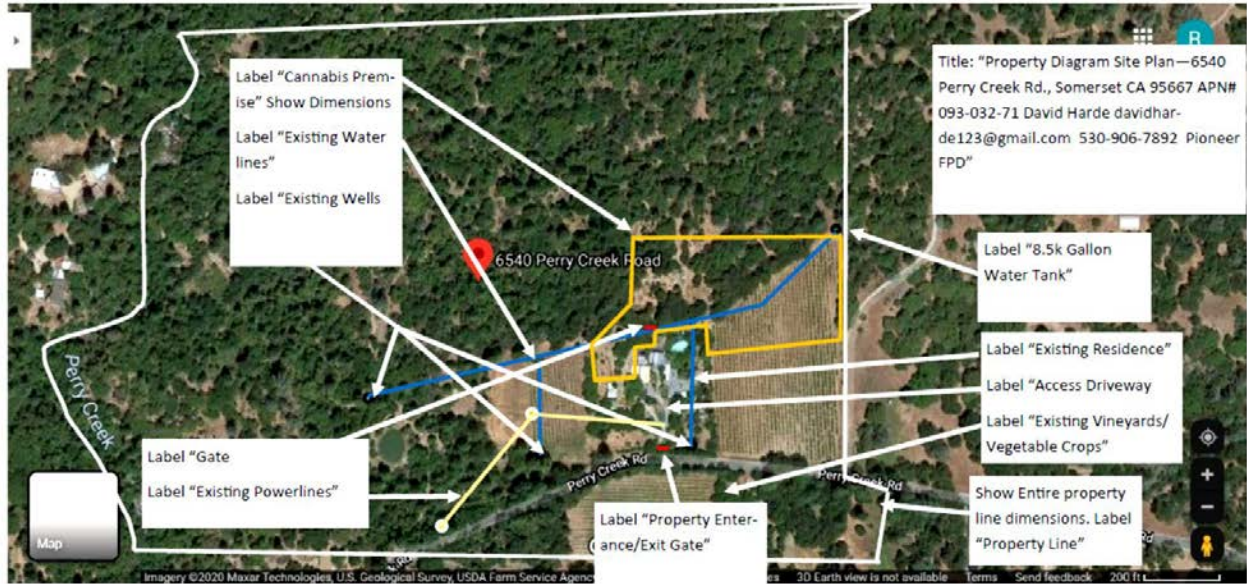 Label “Cannabis Prem-
ise” Show Dimensions
Label “Existing Water
lines”
Label “Existing Wells
R
Title: “Property Diagram Site Plan—6540
Perry Creek Rd., Somerset CA 95667 APN#
093-032-71 David Harde davidhar-
de123@gmail.com 530-906-7892 Pioneer
FPD”
6540 Perry Creek Road
Label “8.5k Gallon
Water Tank”
Label “Existing Residence”
Label “Access Driveway
Label “Existing Vineyards/
Vegetable Crops”
Perry Creek
Label “Gate
Label “Existing Powerlines”
Perry Creek Rd
Perry Creek Rd
Label “Property Enter-
ance/Exit Gate”
Show Entire property
line dimensions. Label
“Property Line”
Rd
Map
Imagery ©2020 Maxar Technologies, U.S. Geological Survey, USDA Farm Service Agency
3D Earth view is not available Terms Send feedback 200 ft